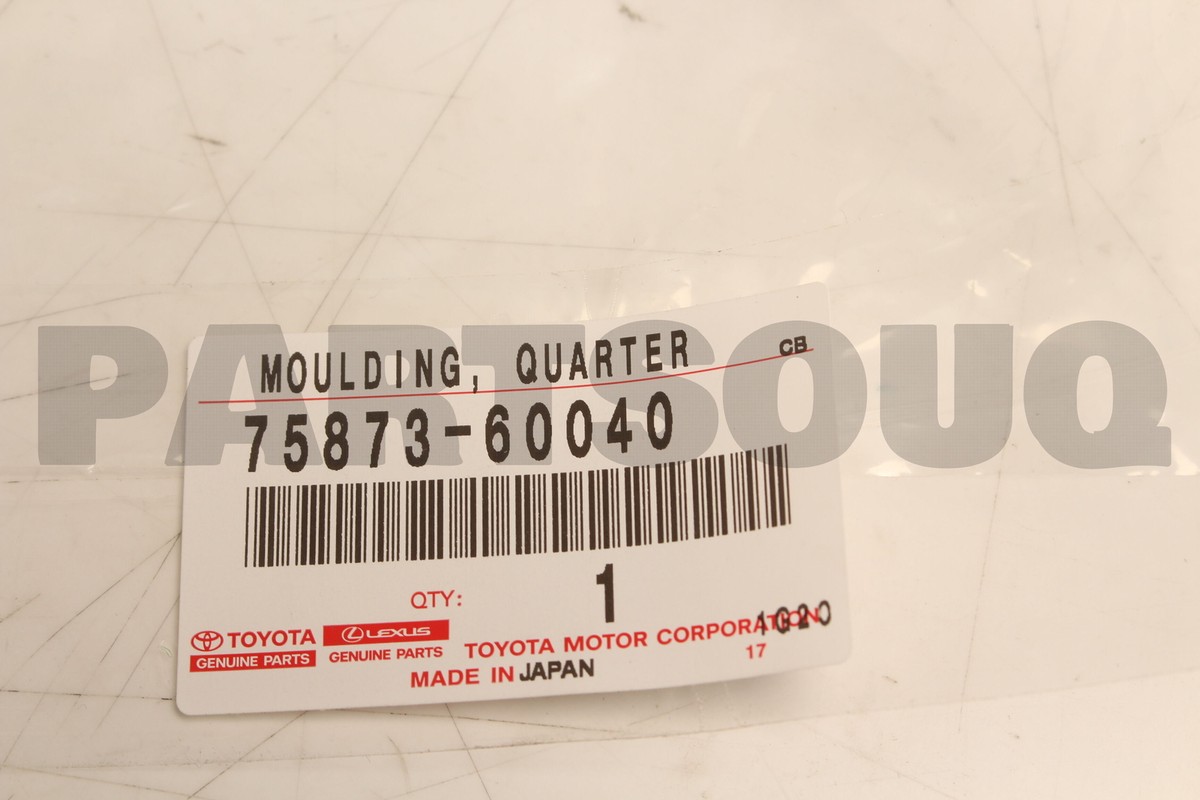 PARTSOUQ
MOULDING, QUARTER CB
75873-60040
QTY: 1
TOYOTA
GENUINE PARTS
LEXUS
GENUINE PARTS
TOYOTA MOTOR CORPORATION
1G20
17
MADE IN JAPAN